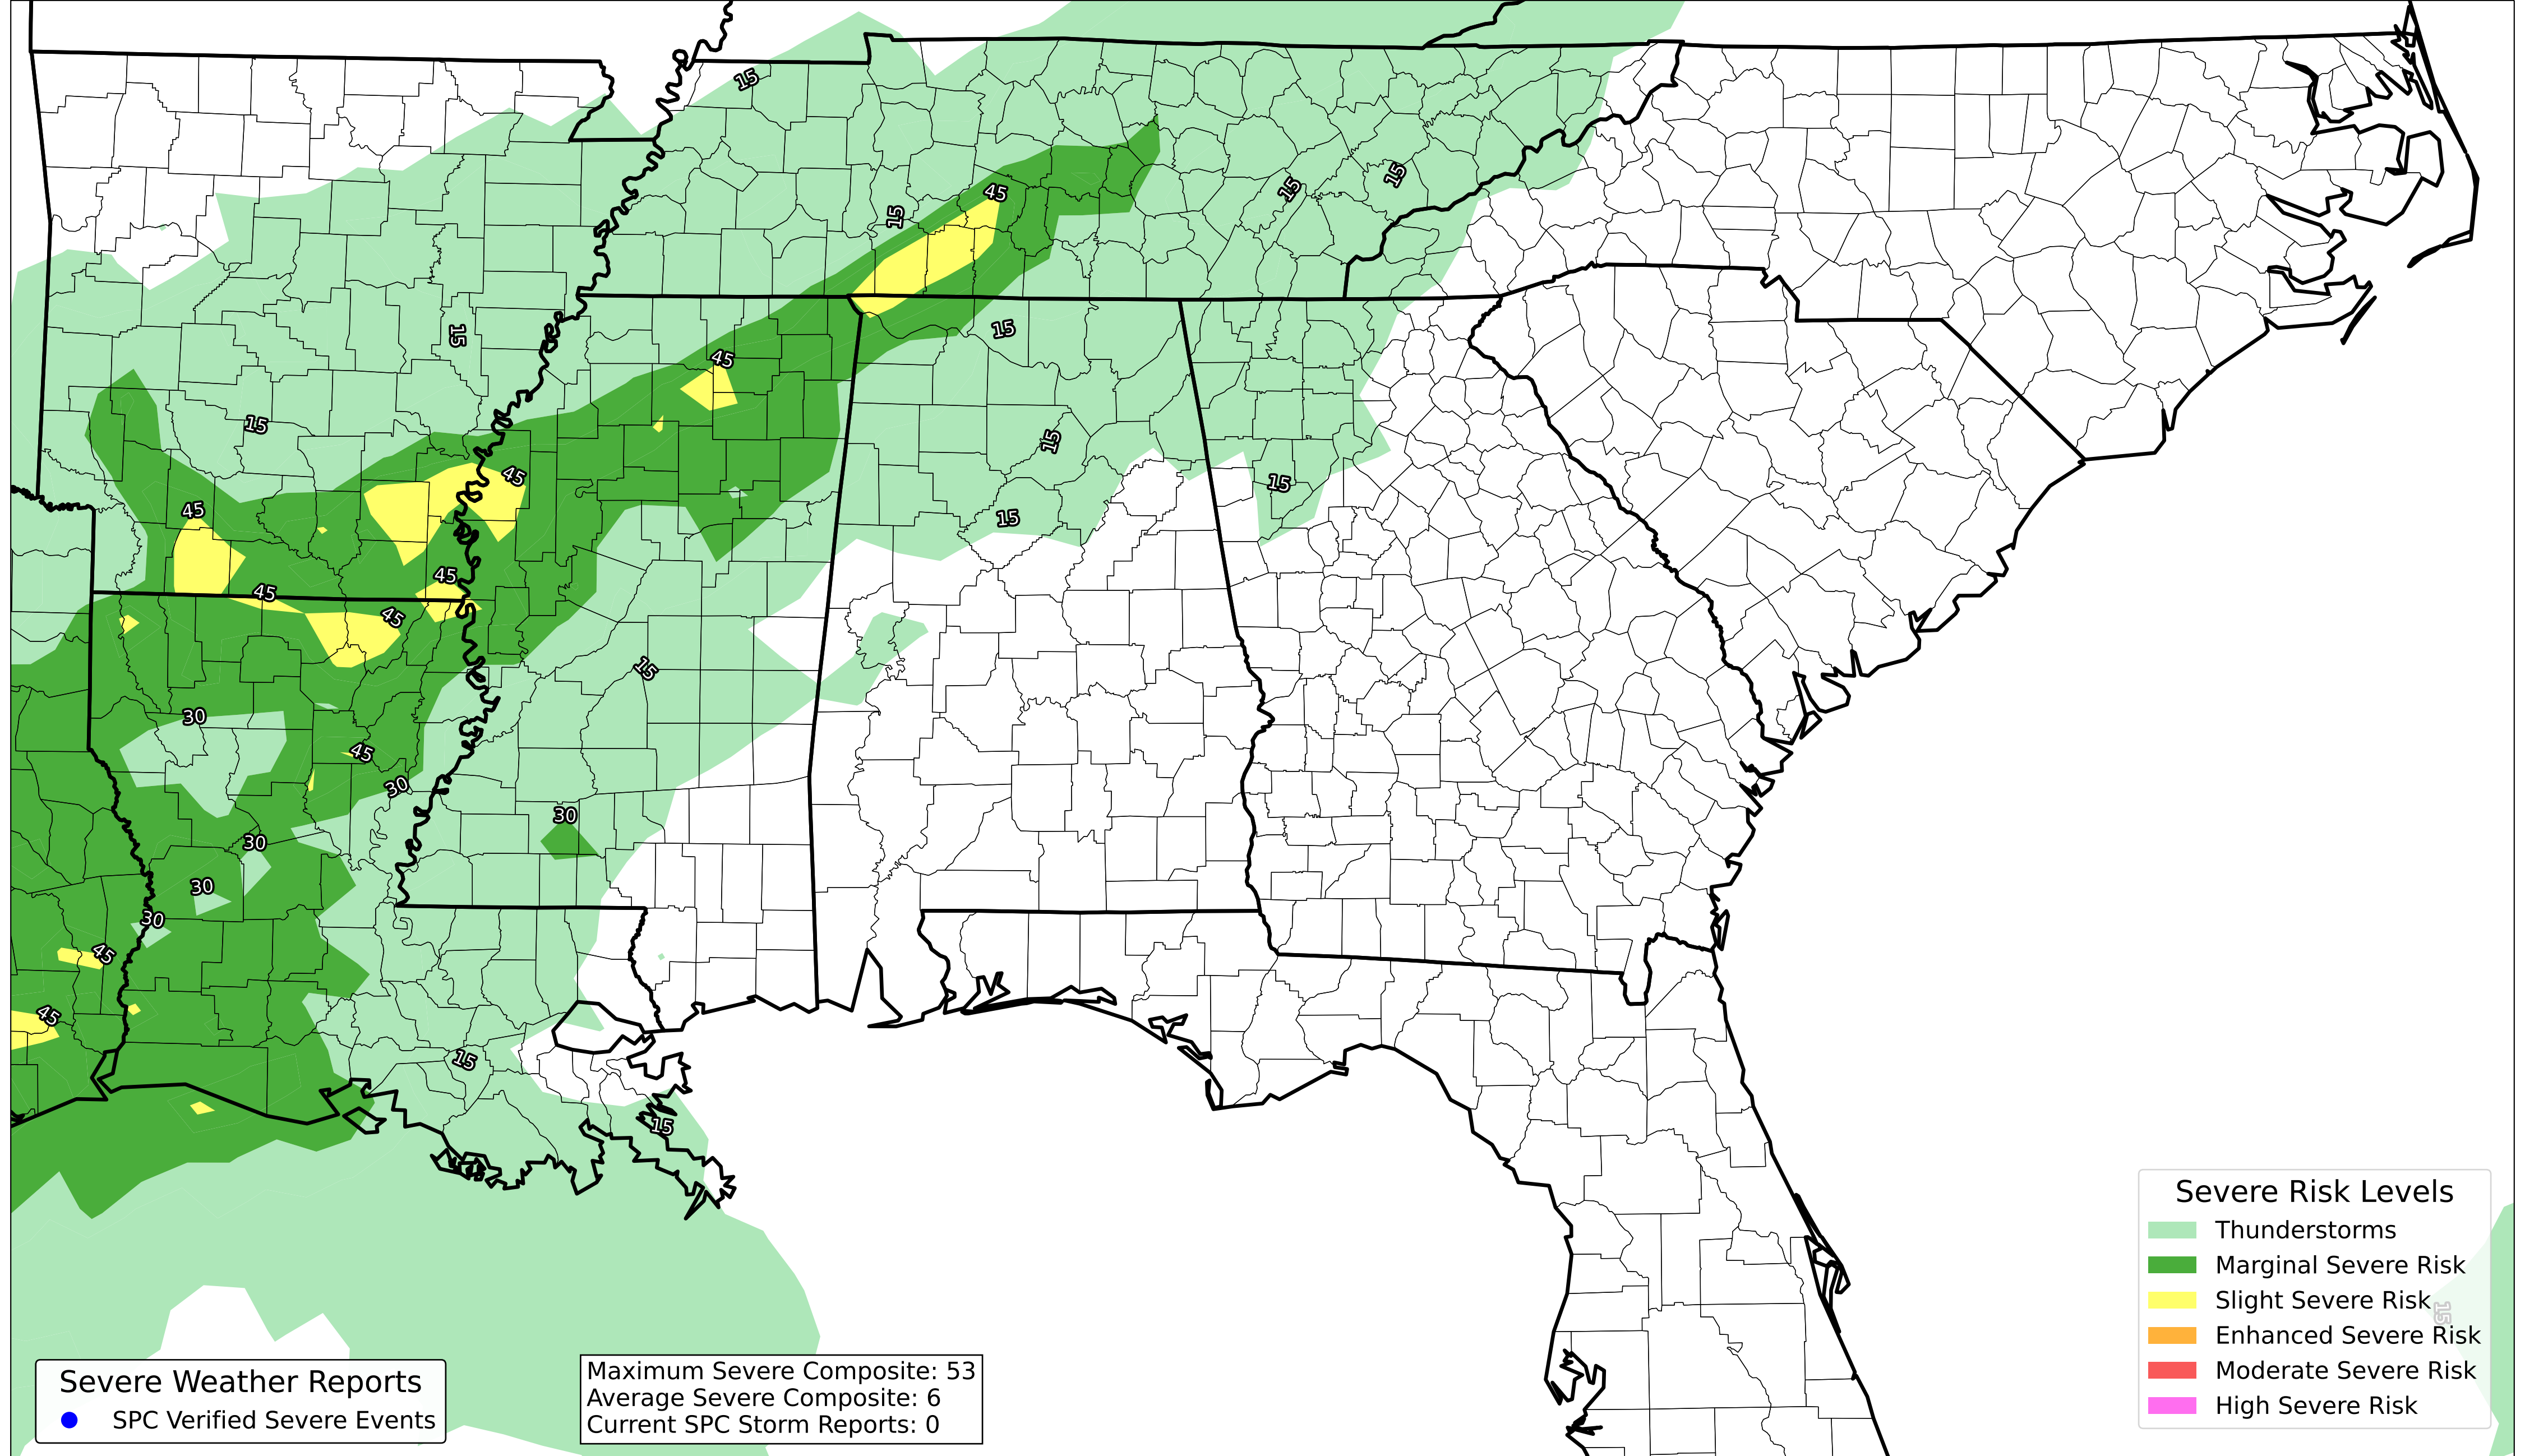 15
15
45
15
15
15
15
45
15
15
45
15
15
45
15
45
45
45
15
30
45
30
30
30
30
30
45
45
15
15
Severe Risk Levels
Thunderstorms
Marginal Severe Risk
Slight Severe Risk
15
Enhanced Severe Risk
Moderate Severe Risk
High Severe Risk
Severe Weather Reports
SPC Verified Severe Events
Maximum Severe Composite: 53
Average Severe Composite: 6
Current SPC Storm Reports: 0